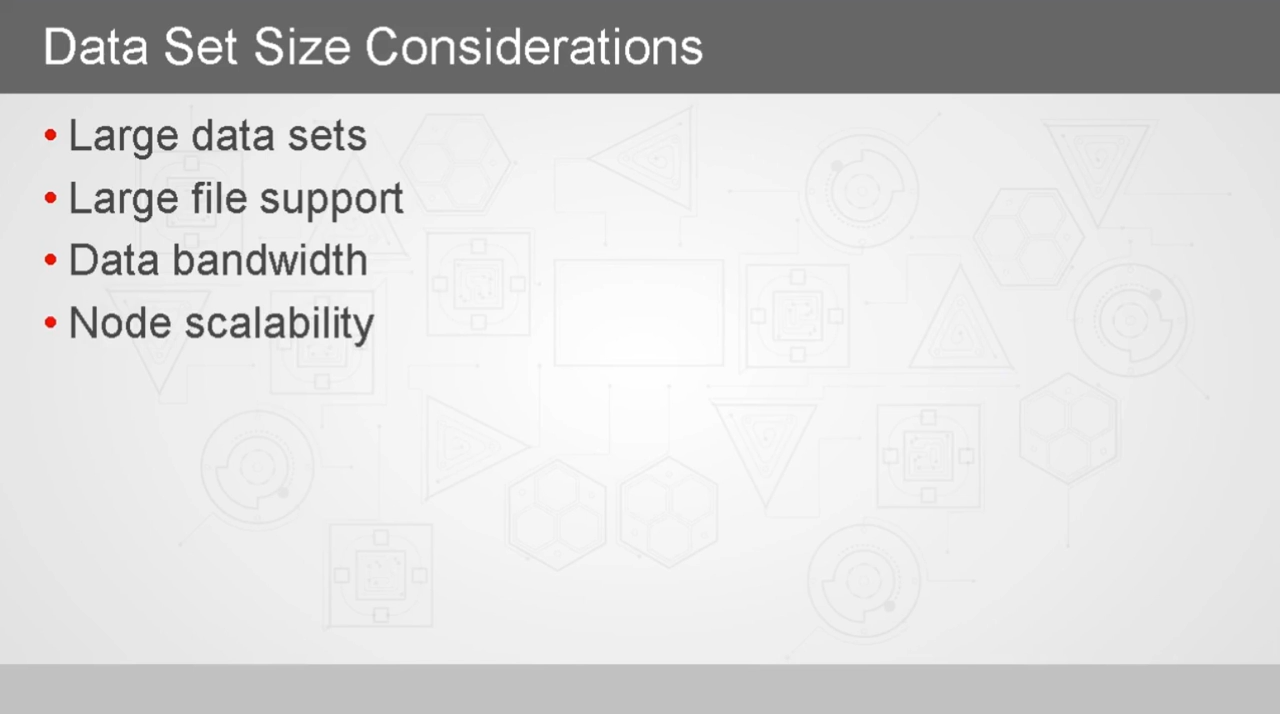 Data Set Size Considerations
• Large data sets
• Large file support
• Data bandwidth
• Node scalability